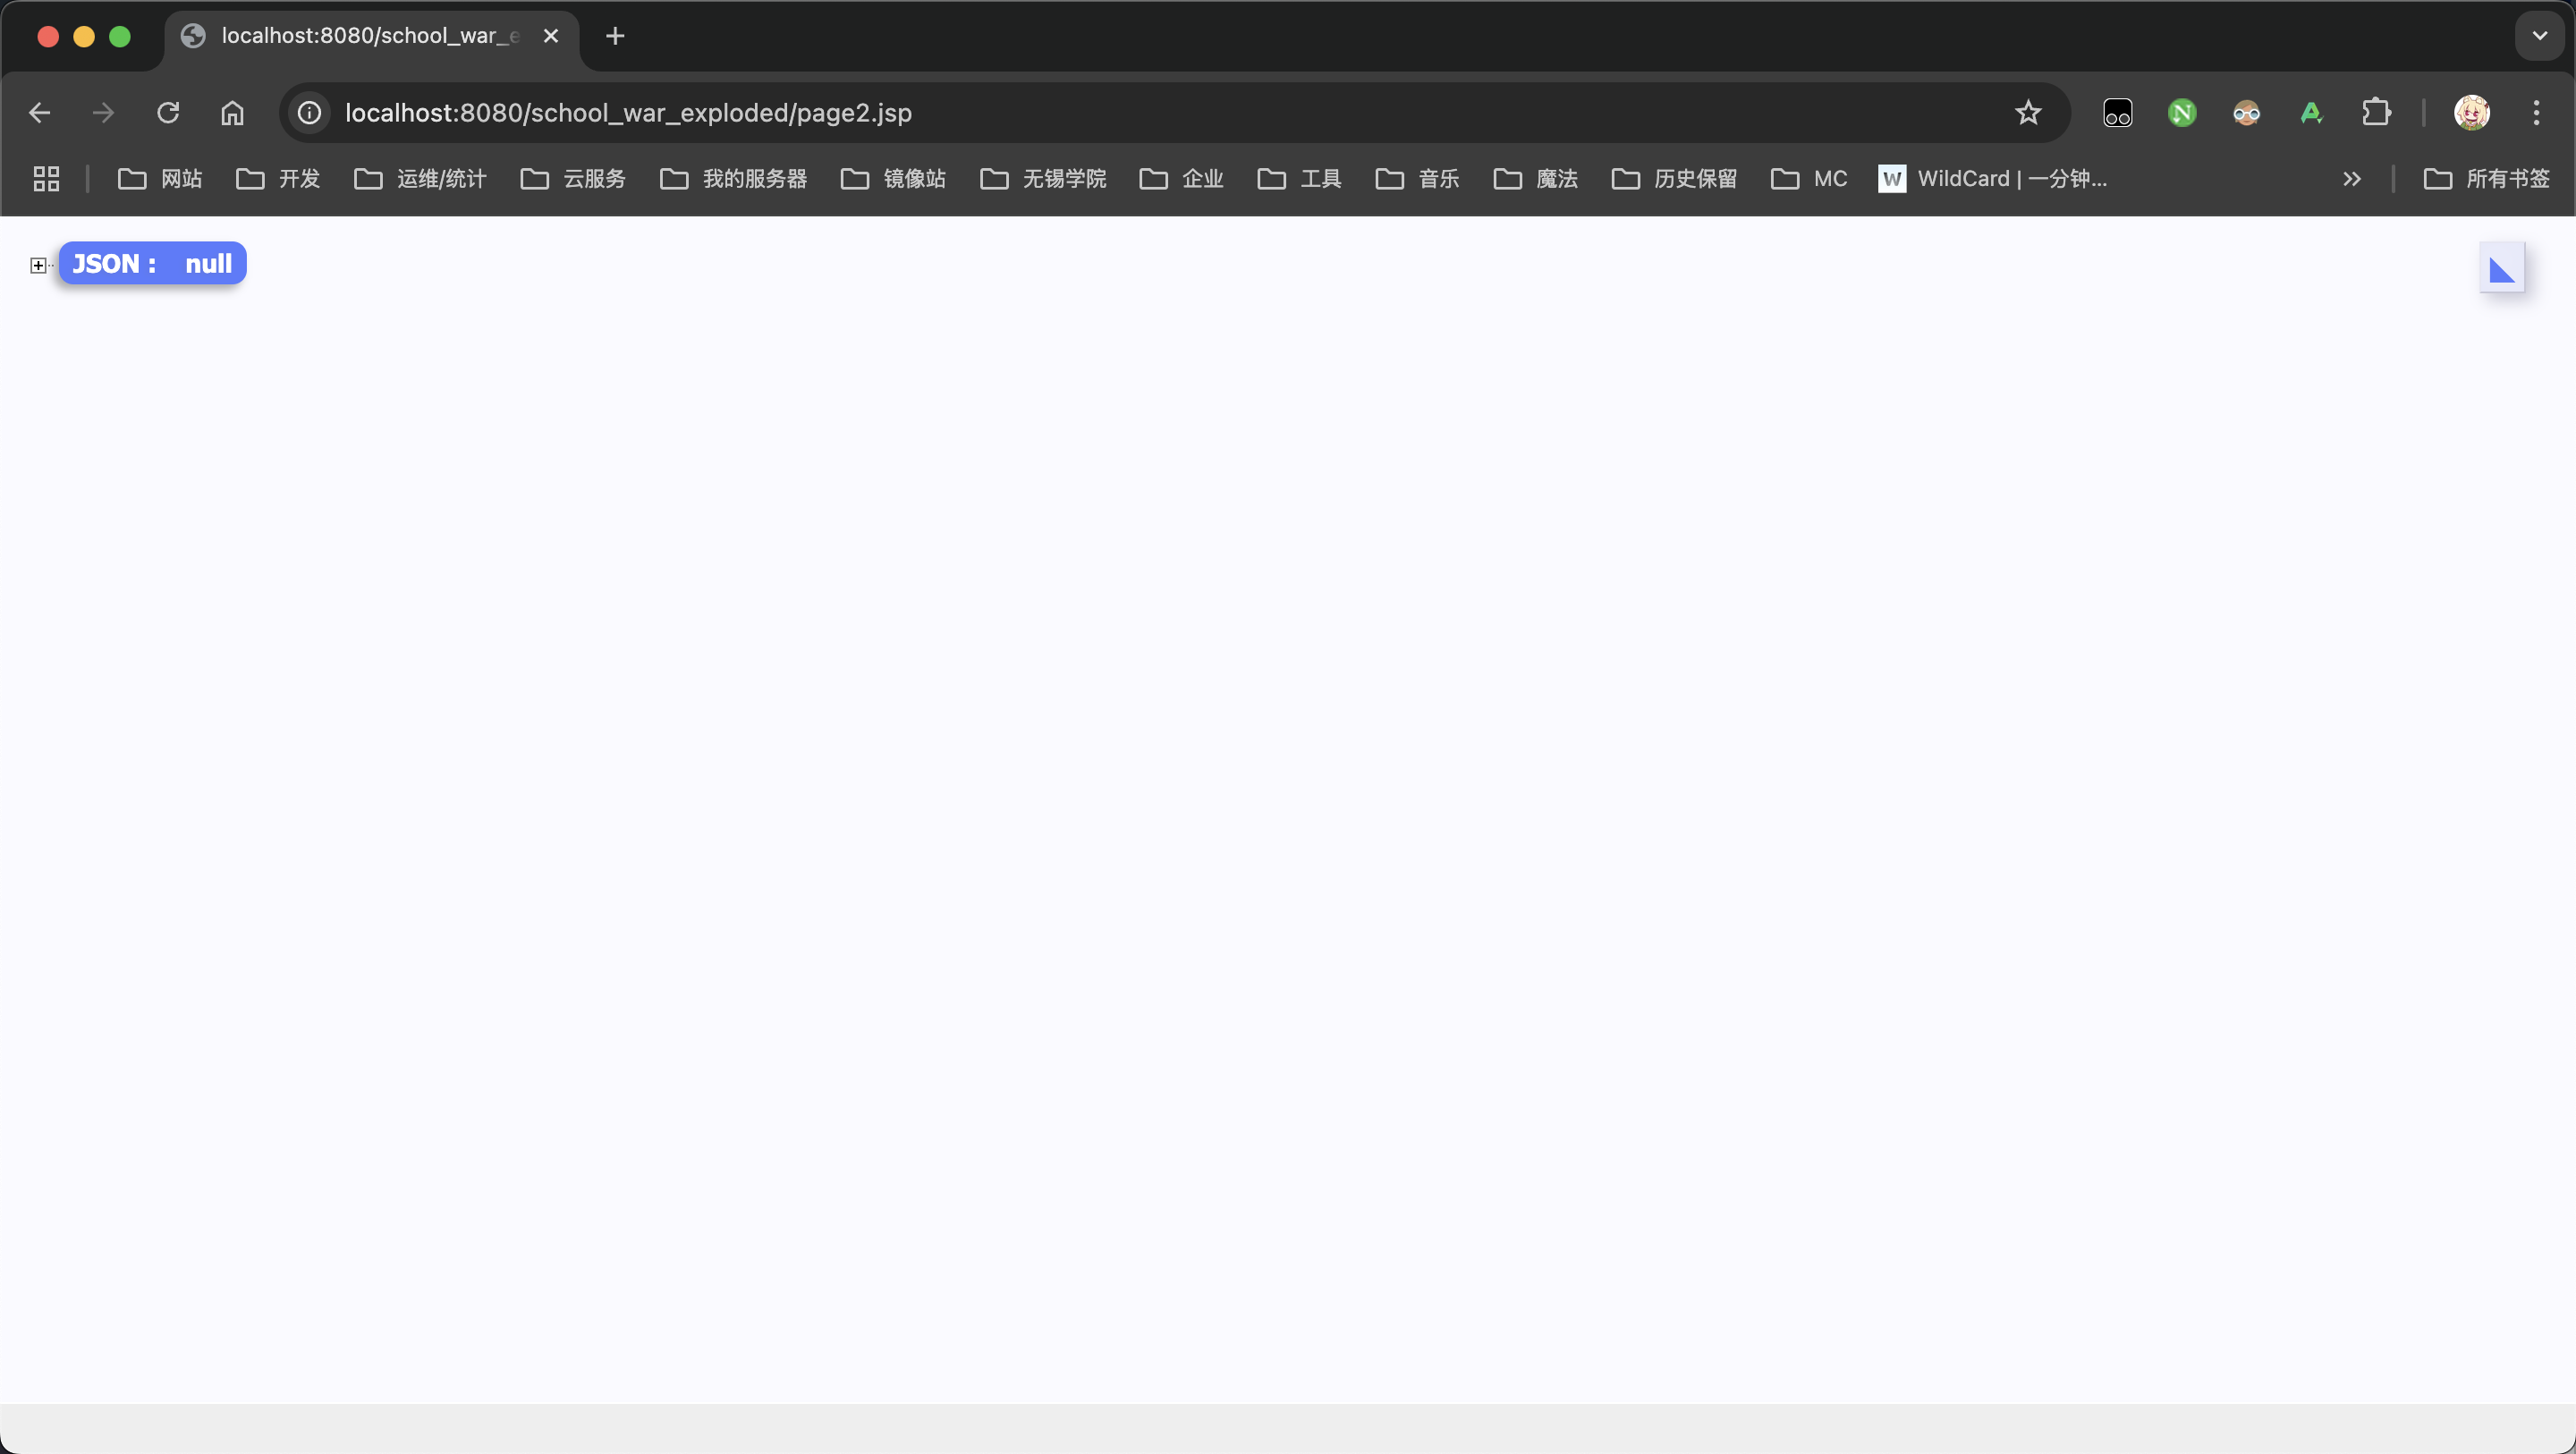 localhost:8080/school_war_e
localhost:8080/school_war_exploded/page2.jsp
网站 开发 运维/统计 云服务 我的服务器 镜像站 无锡学院 企业 工具 音乐 魔法 历史保留 MC W WildCard | 一分钟... 所有书签
JSON : null